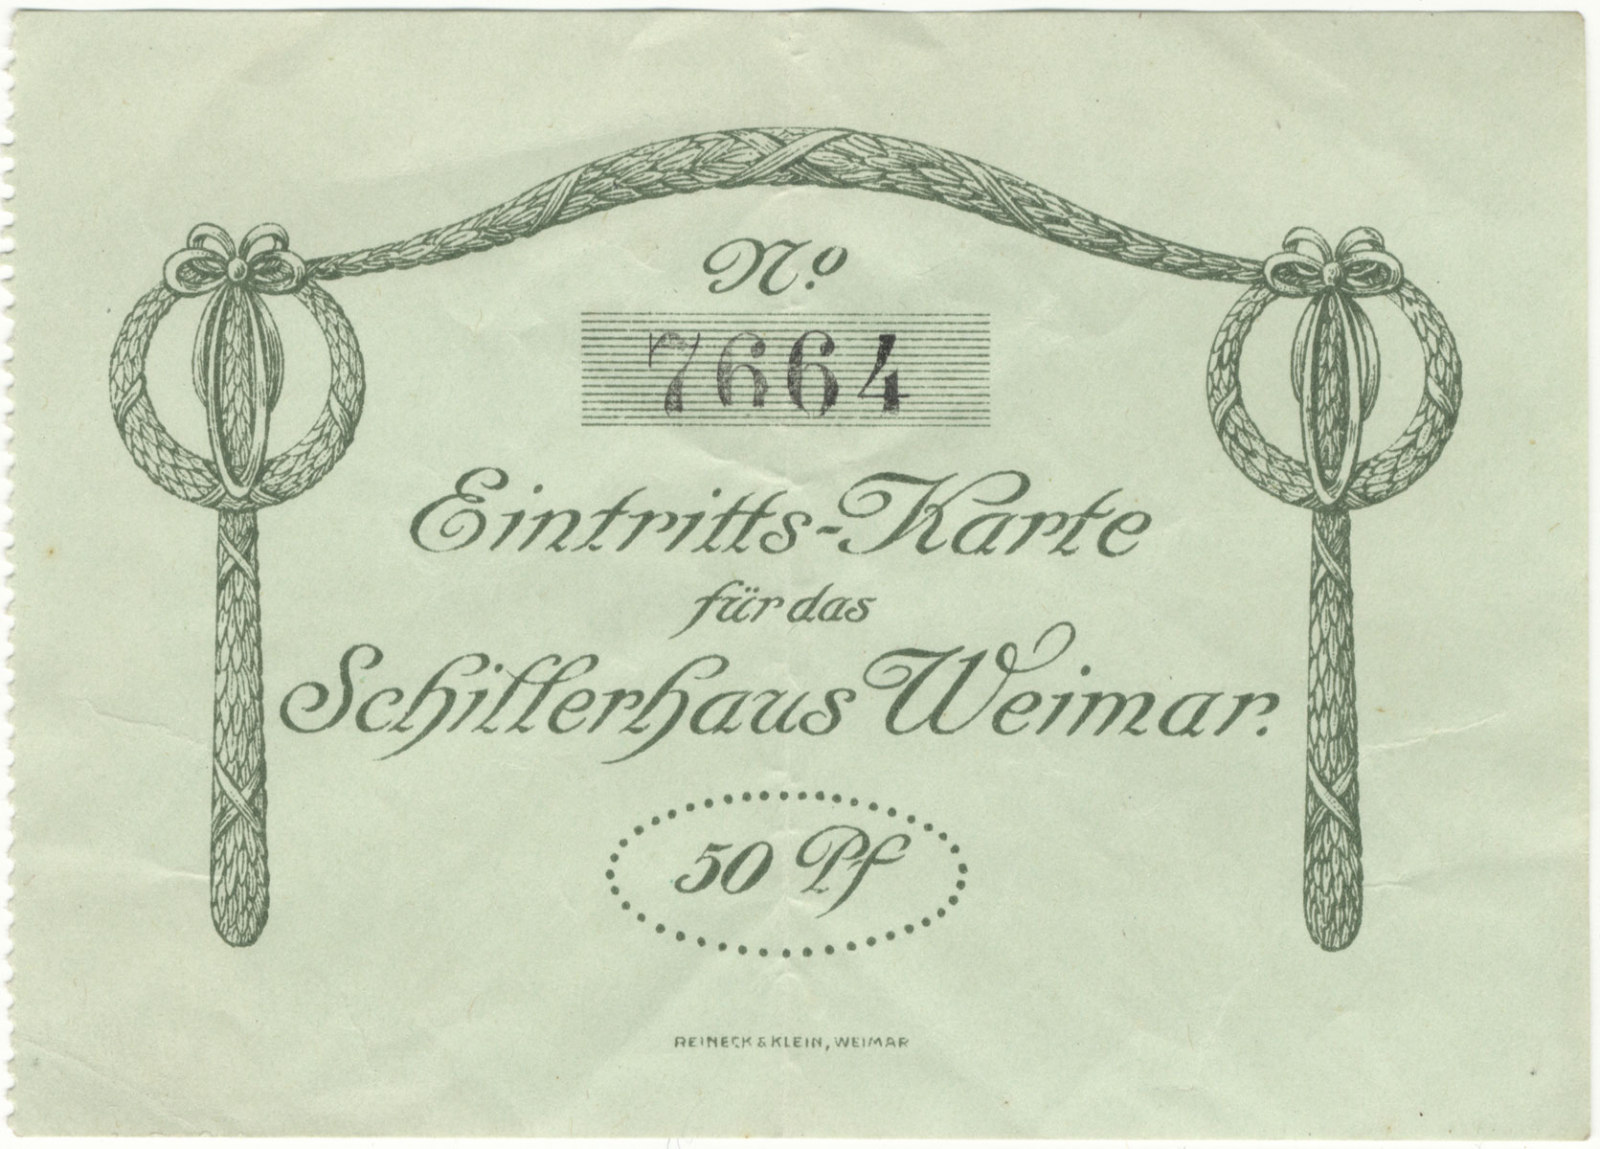 No.
7664
Eintritts-Karte
für das
Schillerhaus Weimar.
50 Pf
REINECK & KLEIN, WEIMAR